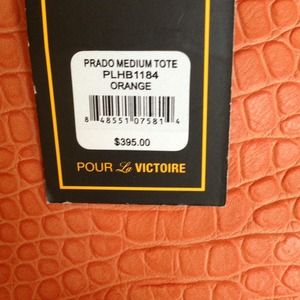 PRADO MEDIUM TOTE
PLHB1184
ORANGE
8 48551 07581 4
$395.00
POUR La VICTOIRE